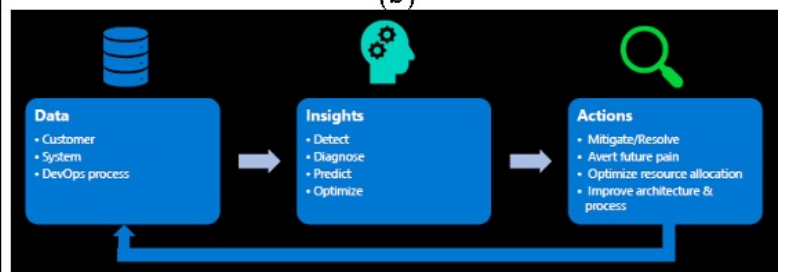 (b)
Data
• Customer
• System
• DevOps process
Insights
• Detect
• Diagnose
• Predict
• Optimize
Actions
• Mitigate/Resolve
• Avert future pain
• Optimize resource allocation
• Improve architecture &
process